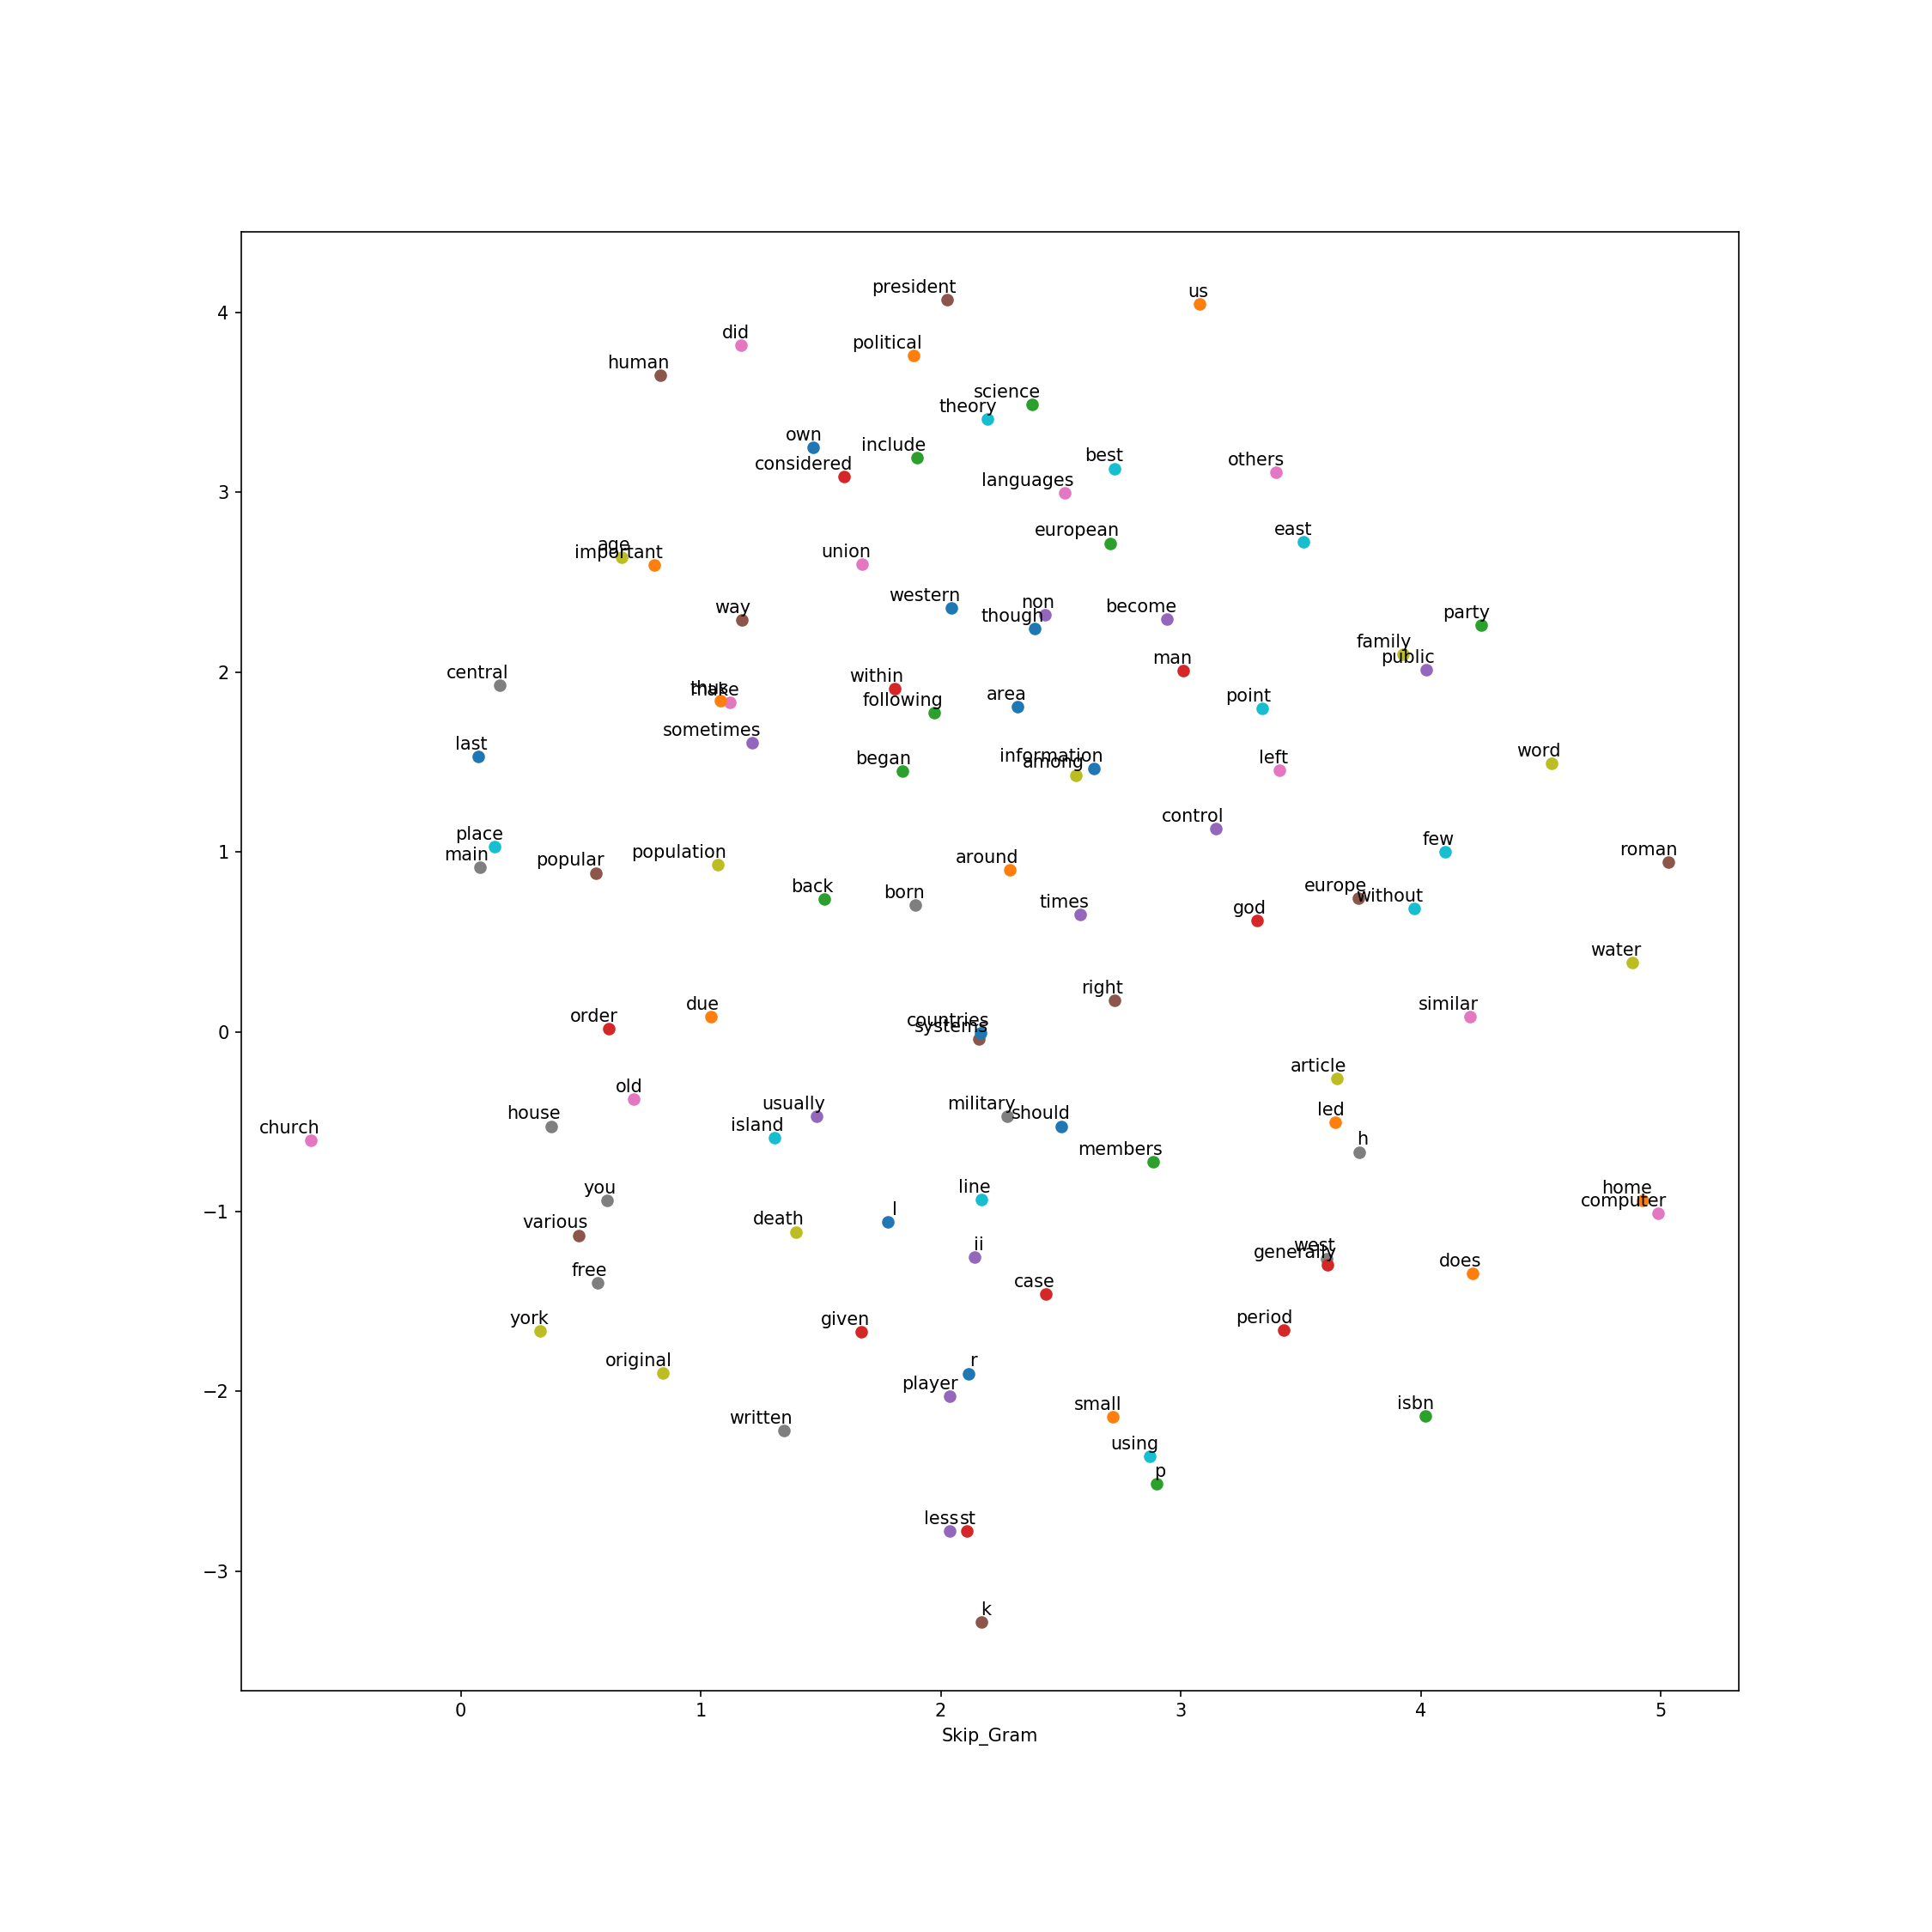 president
us
4
did
political
human
science
theory
own
include
considered
best
others
languages
3
european
east
age
important
union
western
way
non
though
become
party
family
public
central
within
man
2
thus
make
following
area
point
sometimes
last
began
information
among
left
word
control
place
main
popular
population
around
few
roman
1
back
born
times
europe
without
god
water
right
order
due
countries
systems
similar
0
article
old
house
usually
military
should
led
church
island
members
h
you
line
home
computer
−1
various
death
l
ii
west
generally
does
free
case
york
given
period
original
r
player
−2
small
isbn
written
using
p
less
st
−3
k
0 1 2 3 4 5
Skip_Gram